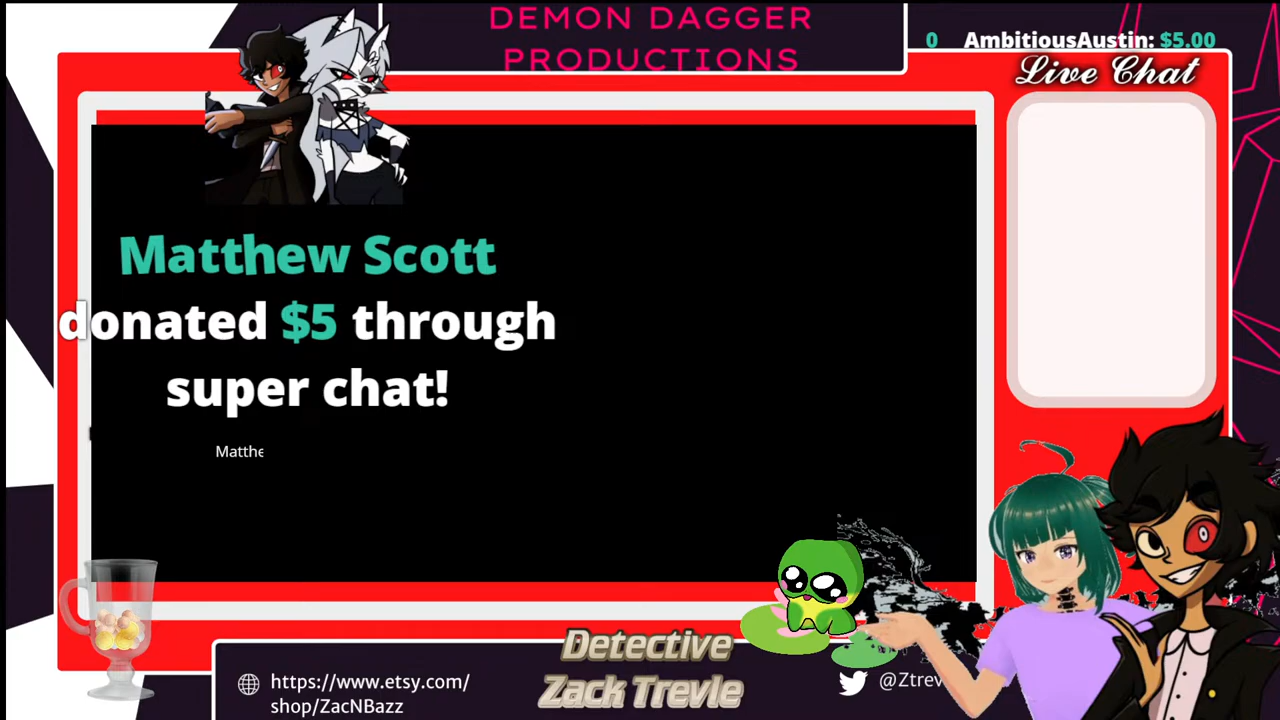 DEMON DAGGER
PRODUCTIONS
0 AmbitiousAustin: $5.00
Live Chat
Matthew Scott
donated $5 through
super chat!
Matthe
Detective
Zack Trevle
https://www.etsy.com/
shop/ZacNBazz
@Ztrev